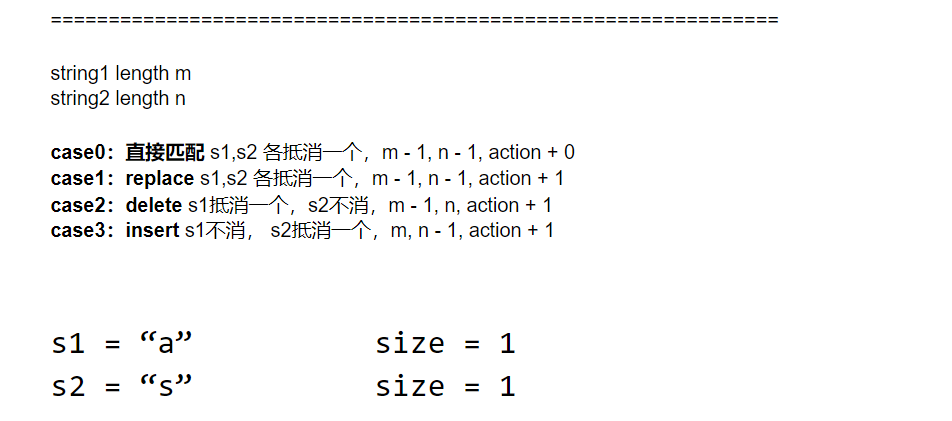 ===============================================================
string1 length m
string2 length n
case0：直接匹配 s1,s2 各抵消一个，m - 1, n - 1, action + 0
case1：replace s1,s2 各抵消一个，m - 1, n - 1, action + 1
case2：delete s1抵消一个，s2不消，m - 1, n, action + 1
case3：insert s1不消， s2抵消一个，m, n - 1, action + 1
s1 = “a” size = 1
s2 = “s” size = 1